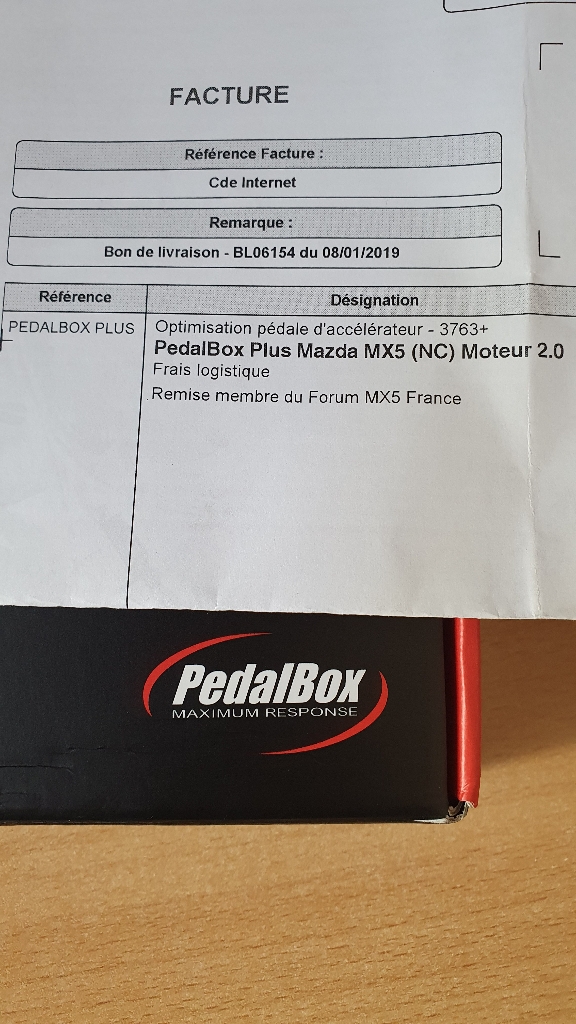 FACTURE
Référence Facture :
Cde Internet
Remarque :
Bon de livraison - BL06154 du 08/01/2019
Référence Désignation
PEDALBOX PLUS Optimisation pédale d'accélérateur - 3763+
PedalBox Plus Mazda MX5 (NC) Moteur 2.0
Frais logistique
Remise membre du Forum MX5 France
PedalBox
MAXIMUM RESPONSE